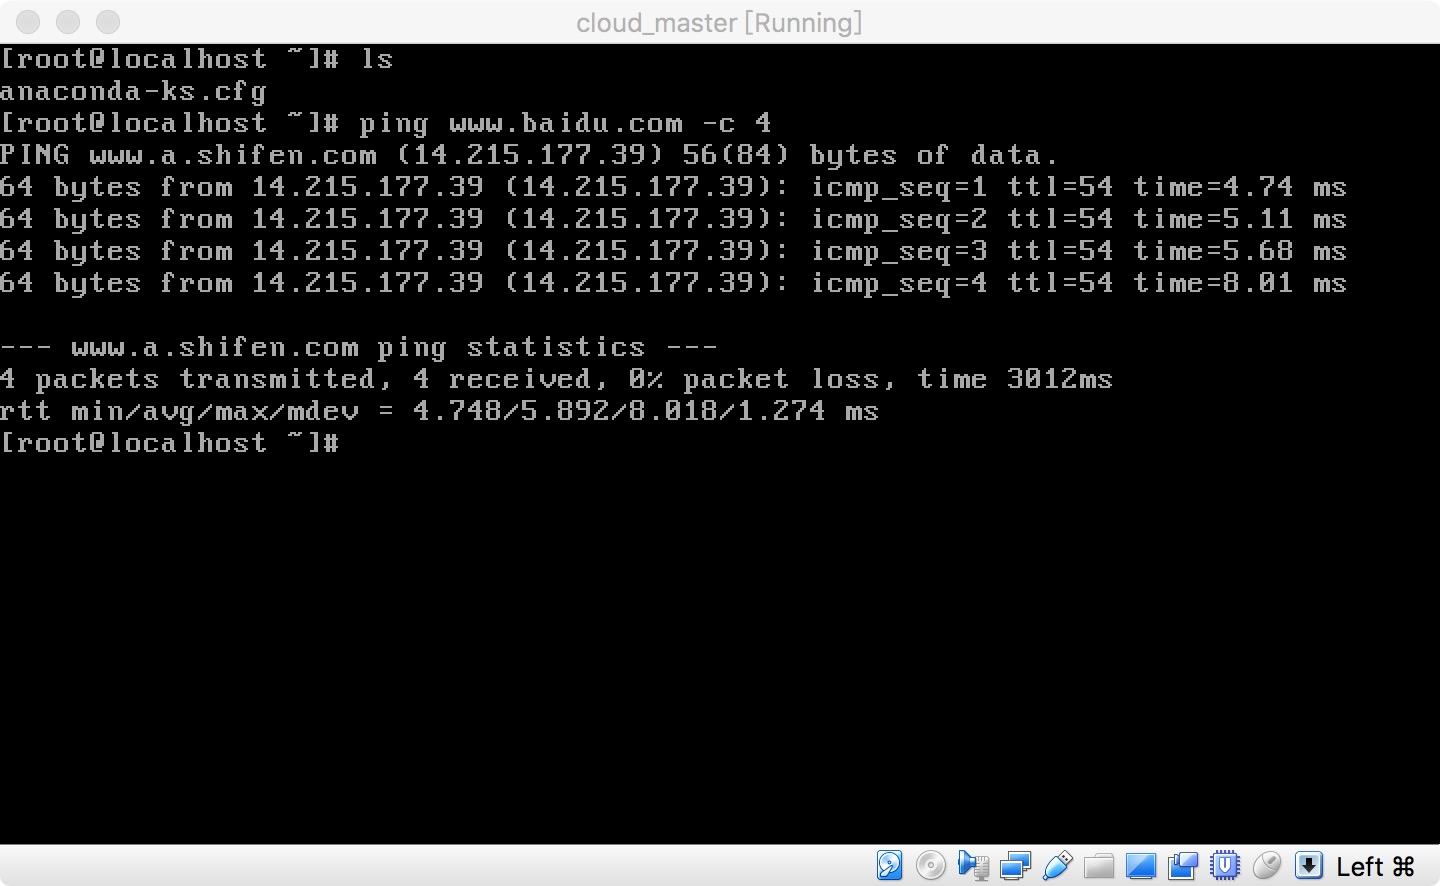 cloud_master [Running]
[root@localhost ~]# ls
anaconda-ks.cfg
[root@localhost ~]# ping www.baidu.com -c 4
PING www.a.shifen.com (14.215.177.39) 56(84) bytes of data.
64 bytes from 14.215.177.39 (14.215.177.39): icmp_seq=1 ttl=54 time=4.74 ms
64 bytes from 14.215.177.39 (14.215.177.39): icmp_seq=2 ttl=54 time=5.11 ms
64 bytes from 14.215.177.39 (14.215.177.39): icmp_seq=3 ttl=54 time=5.68 ms
64 bytes from 14.215.177.39 (14.215.177.39): icmp_seq=4 ttl=54 time=8.01 ms
--- www.a.shifen.com ping statistics ---
4 packets transmitted, 4 received, 0% packet loss, time 3012ms
rtt min/avg/max/mdev = 4.748/5.892/8.018/1.274 ms
[root@localhost ~]#
Left ⌘